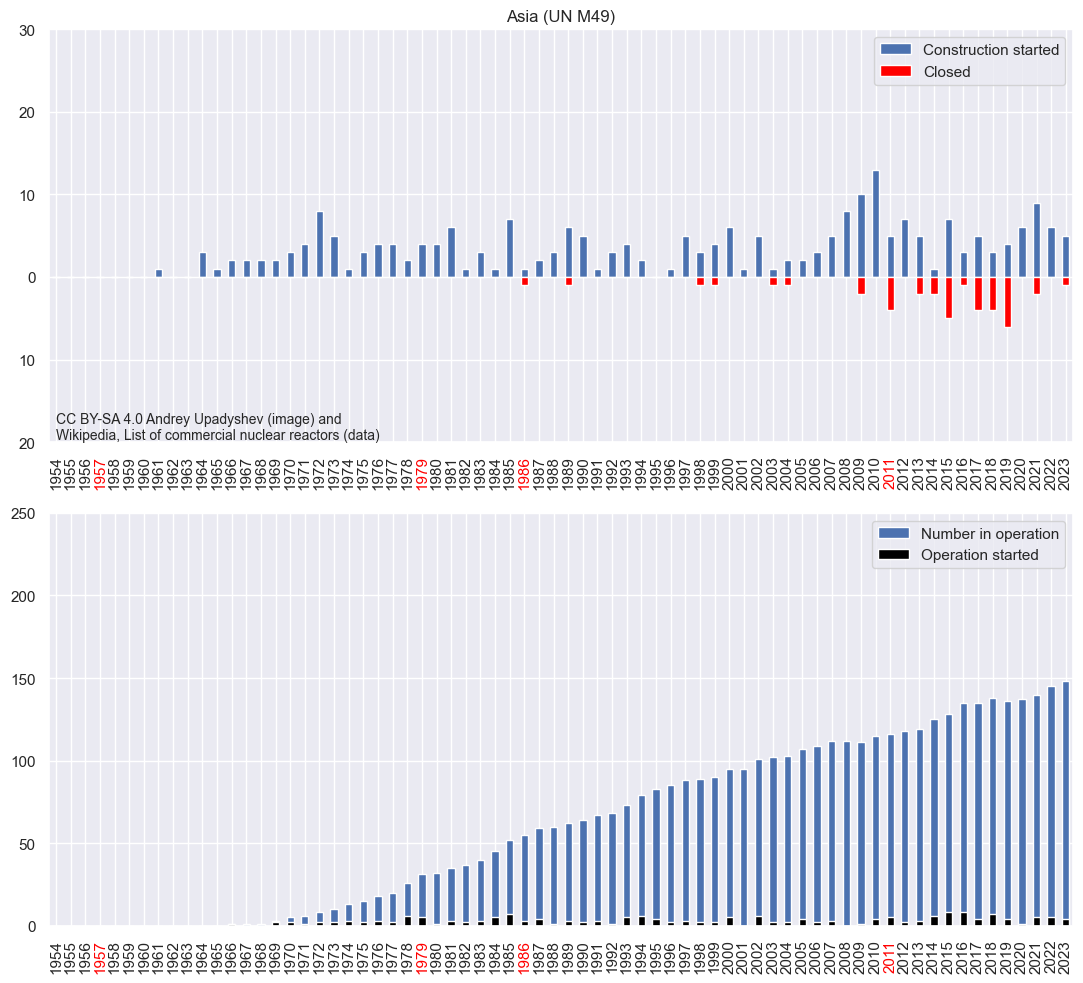 Asia (UN M49)
30
20
10
0
10
20
Construction started
Closed
CC BY-SA 4.0 Andrey Upadyshev (image) and
Wikipedia, List of commercial nuclear reactors (data)
1954 1955 1956 1957 1958 1959 1960 1961 1962 1963 1964 1965 1966 1967 1968 1969 1970 1971 1972 1973 1974 1975 1976 1977 1978 1979 1980 1981 1982 1983 1984 1985 1986 1987 1988 1989 1990 1991 1992 1993 1994 1995 1996 1997 1998 1999 2000 2001 2002 2003 2004 2005 2006 2007 2008 2009 2010 2011 2012 2013 2014 2015 2016 2017 2018 2019 2020 2021 2022 2023
250
200
150
100
50
0
Number in operation
Operation started
1954 1955 1956 1957 1958 1959 1960 1961 1962 1963 1964 1965 1966 1967 1968 1969 1970 1971 1972 1973 1974 1975 1976 1977 1978 1979 1980 1981 1982 1983 1984 1985 1986 1987 1988 1989 1990 1991 1992 1993 1994 1995 1996 1997 1998 1999 2000 2001 2002 2003 2004 2005 2006 2007 2008 2009 2010 2011 2012 2013 2014 2015 2016 2017 2018 2019 2020 2021 2022 2023